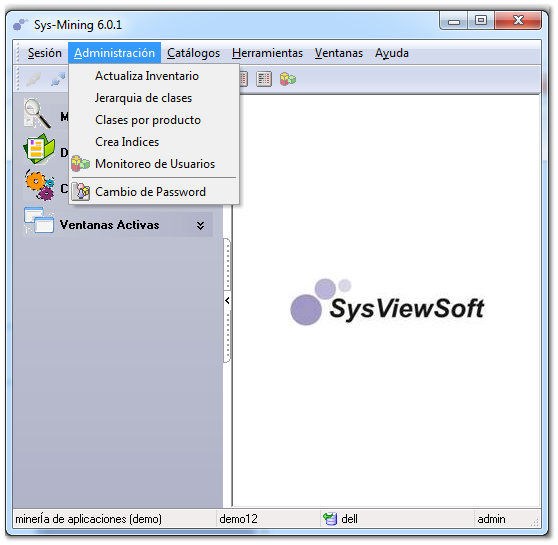 Sys-Mining 6.0.1
Sesión Administración Catálogos Herramientas Ventanas Ayuda
Actualiza Inventario
Jerarquia de clases
Clases por producto
Crea Indices
Monitoreo de Usuarios
Cambio de Password
M
D
C
Ventanas Activas
SysViewSoft
minería de aplicaciones (demo) demo12 dell admin